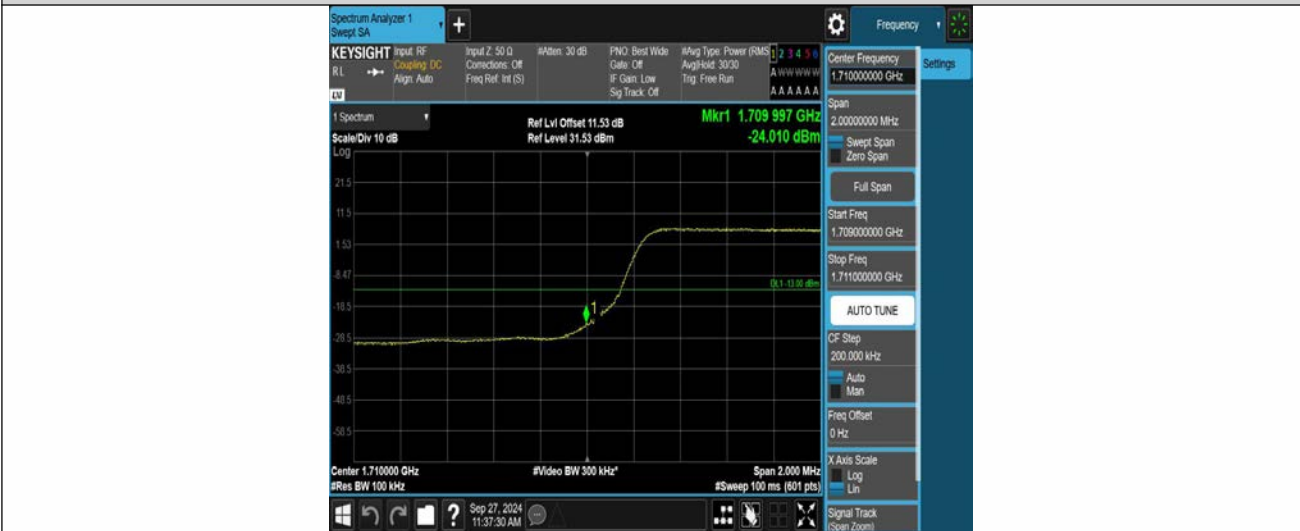 Spectrum Analyzer 1
Swept SA
+
Frequency
KEYSIGHT
RL
Input: RF
Coupling: DC
Align: Auto
Input Z: 50 Ω
Corrections: Off
Freq Ref: Int (S)
#Atten: 30 dB
PNO: Best Wide
Gate: Off
IF Gain: Low
Sig Track: Off
#Avg Type: Power (RMS
Avg|Hold: 30/30
Trig: Free Run
1 2 3 4 5 6
A W W W W W
A A A A A A
LV
1 Spectrum
Scale/Div 10 dB
Log
Ref Lvl Offset 11.53 dB
Ref Level 31.53 dBm
Mkr1 1.709 997 GHz
-24.010 dBm
21.5
11.5
1.53
-8.47
DL1 -13.00 dBm
1
-18.5
-28.5
-38.5
-48.5
-58.5
Center 1.710000 GHz
#Res BW 100 kHz
#Video BW 300 kHz*
Span 2.000 MHz
#Sweep 100 ms (601 pts)
Center Frequency
1.710000000 GHz
Settings
Span
2.00000000 MHz
Swept Span
Zero Span
Full Span
Start Freq
1.709000000 GHz
Stop Freq
1.711000000 GHz
AUTO TUNE
CF Step
200.000 kHz
Auto
Man
Freq Offset
0 Hz
X Axis Scale
Log
Lin
Signal Track
(Span Zoom)
?
Sep 27, 2024
11:37:30 AM